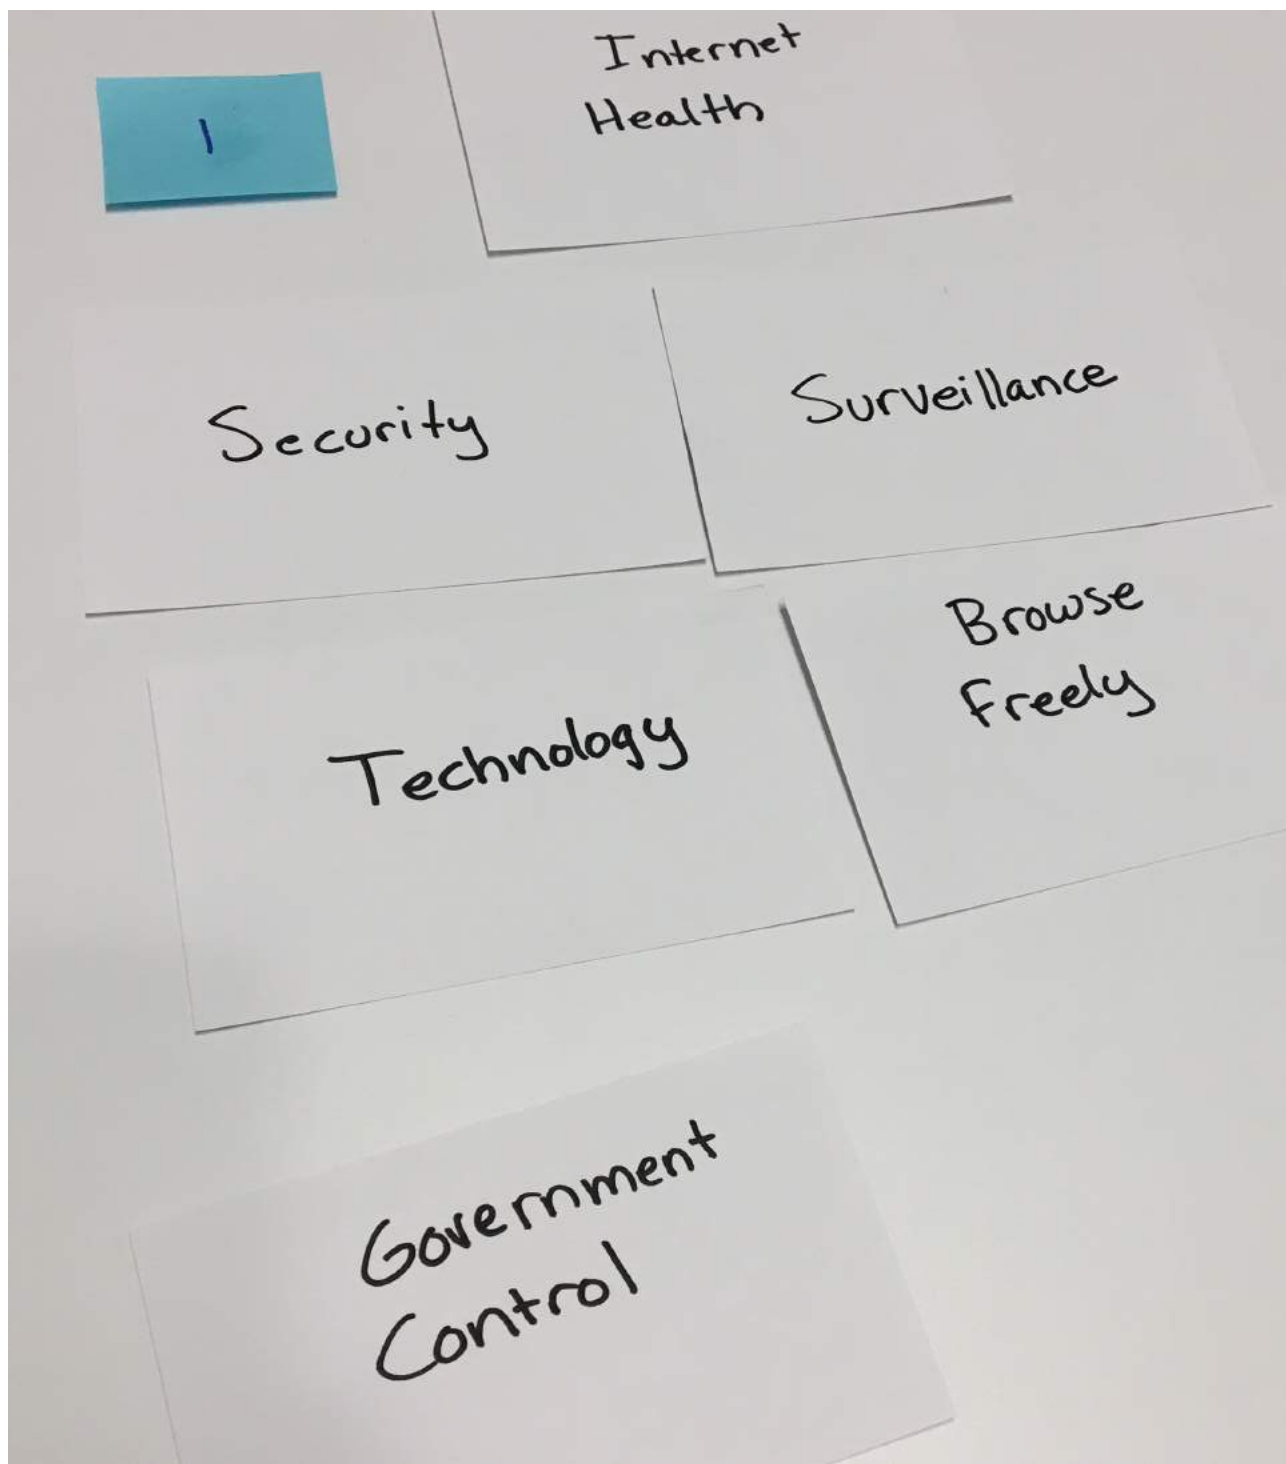 1
Internet
Health
Security
Surveillance
Technology
Browse
Freely
Government
Control